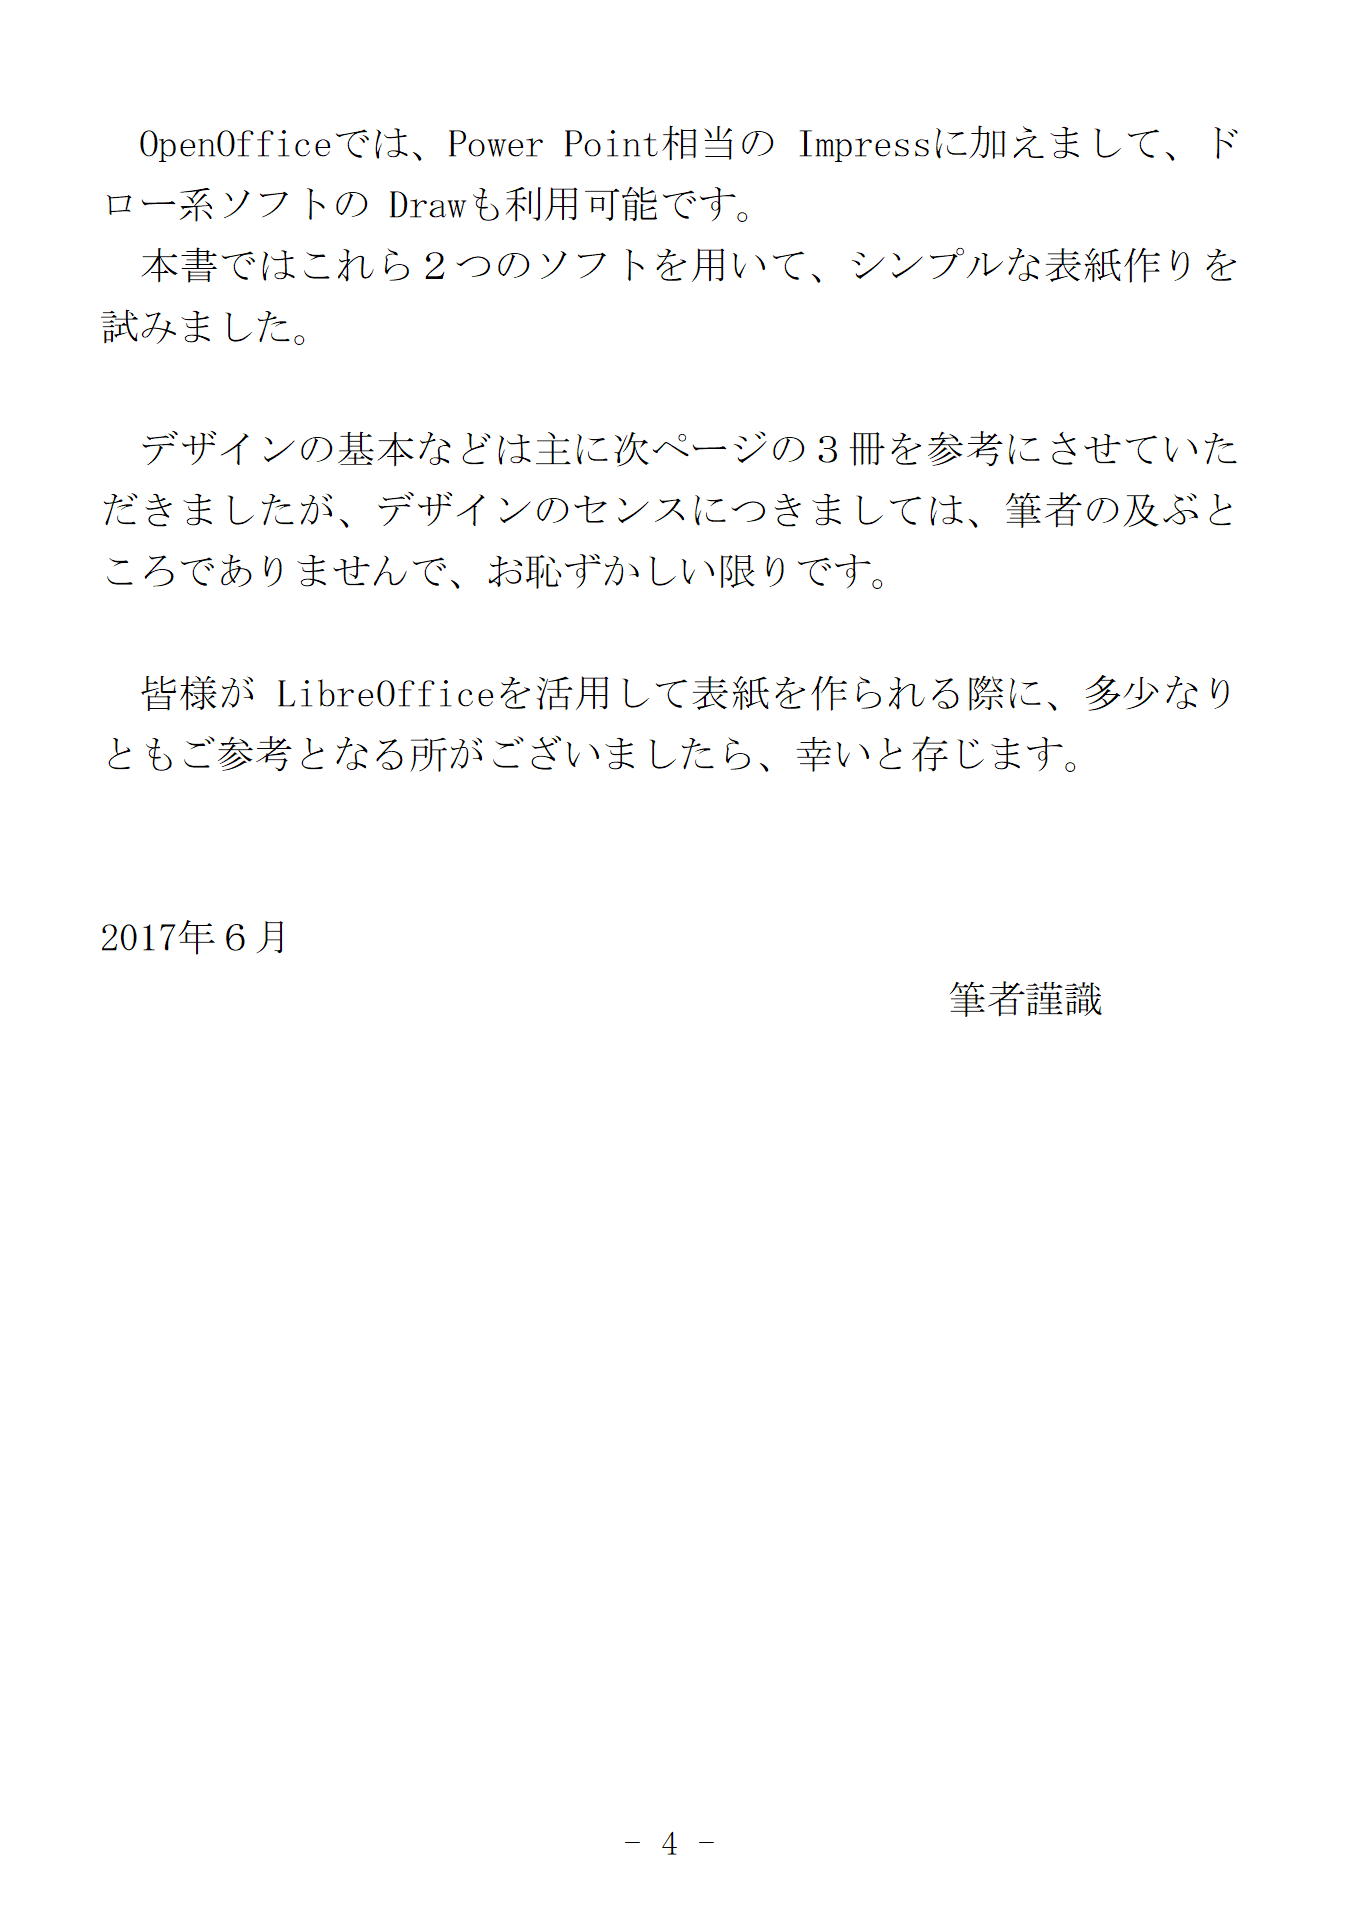 OpenOfficeでは、Power Point相当の Impressに加えまして、ド
ロー系ソフトの Drawも利用可能です。
　本書ではこれら２つのソフトを用いて、シンプルな表紙作りを
試みました。
　デザインの基本などは主に次ページの３冊を参考にさせていた
だきましたが、デザインのセンスにつきましては、筆者の及ぶと
ころでありませんで、お恥ずかしい限りです。
　皆様が LibreOfficeを活用して表紙を作られる際に、多少なり
ともご参考となる所がございましたら、幸いと存じます。
2017年６月
筆者謹識
- 4 -